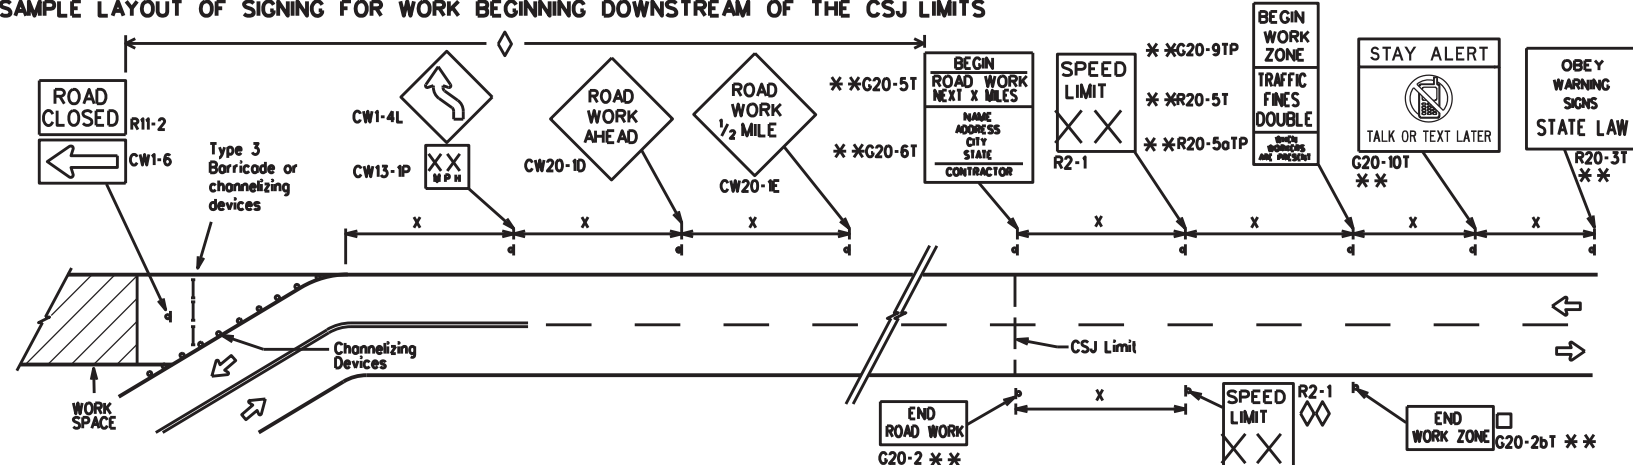 SAMPLE LAYOUT OF SIGNING FOR WORK BEGINNING DOWNSTREAM OF THE CSJ LIMITS
ROAD
CLOSED
R11-2
CW1-6
Type 3
Barricade or
channelizing
devices
CW1-4L
CW13-1P
XX
MPH
ROAD
WORK
AHEAD
CW20-1D
ROAD
WORK
1/2 MILE
CW20-1E
* *G20-5T
* *G20-6T
BEGIN
ROAD WORK
NEXT X MILES
NAME
ADDRESS
CITY
STATE
CONTRACTOR
SPEED
LIMIT
X X
R2-1
* *G20-9TP
* *R20-5T
* *R20-5aTP
BEGIN
WORK
ZONE
TRAFFIC
FINES
DOUBLE
WHEN
WORKERS
ARE PRESENT
STAY ALERT
TALK OR TEXT LATER
G20-10T
* *
OBEY
WARNING
SIGNS
STATE LAW
R20-3T
* *
X
X
X
X
X
X
X
Channelizing
Devices
WORK
SPACE
CSJ Limit
END
ROAD WORK
G20-2 * *
X
SPEED
LIMIT
X X
R2-1
END
WORK ZONE
G20-2bT * *